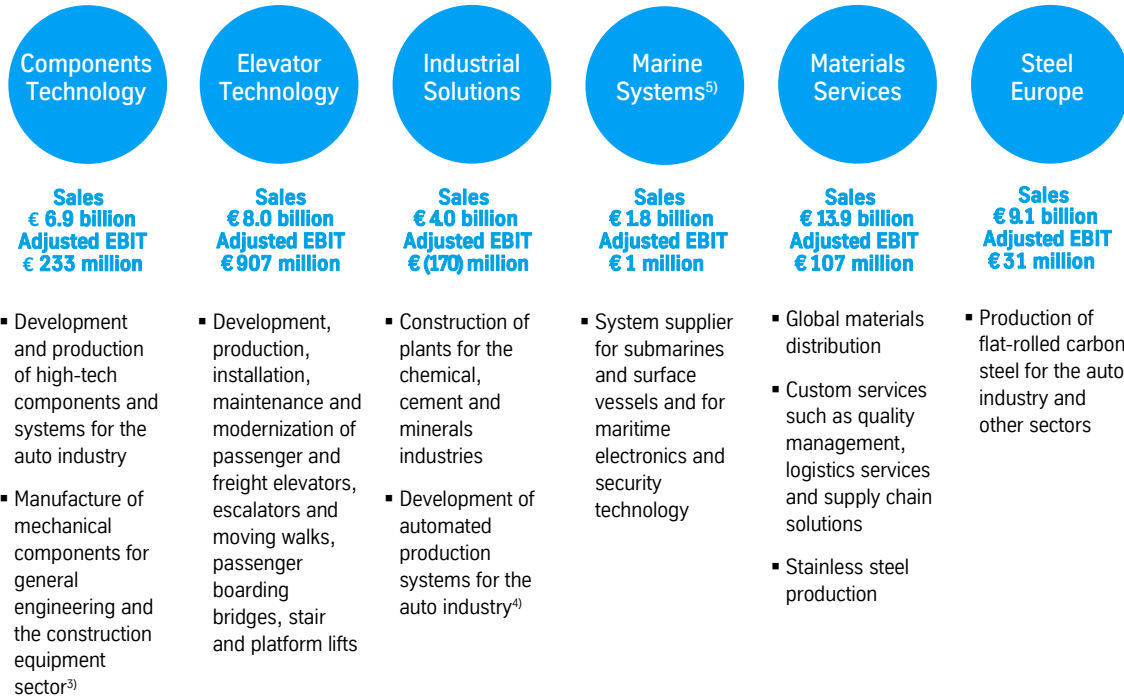 Components
Technology
Sales
€ 6.9 billion
Adjusted EBIT
€ 233 million
▪ Development
and production
of high-tech
components and
systems for the
auto industry
▪ Manufacture of
mechanical
components for
general
engineering and
the construction
equipment
sector3)
Elevator
Technology
Sales
€ 8.0 billion
Adjusted EBIT
€ 907 million
▪ Development,
production,
installation,
maintenance and
modernization of
passenger and
freight elevators,
escalators and
moving walks,
passenger
boarding
bridges, stair
and platform lifts
Industrial
Solutions
Sales
€ 4.0 billion
Adjusted EBIT
€ (170) million
▪ Construction of
plants for the
chemical,
cement and
minerals
industries
▪ Development of
automated
production
systems for the
auto industry4)
Marine
Systems5)
Sales
€ 1.8 billion
Adjusted EBIT
€ 1 million
▪ System supplier
for submarines
and surface
vessels and for
maritime
electronics and
security
technology
Materials
Services
Sales
€ 13.9 billion
Adjusted EBIT
€ 107 million
▪ Global materials
distribution
▪ Custom services
such as quality
management,
logistics services
and supply chain
solutions
▪ Stainless steel
production
Steel
Europe
Sales
€ 9.1 billion
Adjusted EBIT
€ 31 million
▪ Production of
flat-rolled carbon
steel for the auto
industry and
other sectors